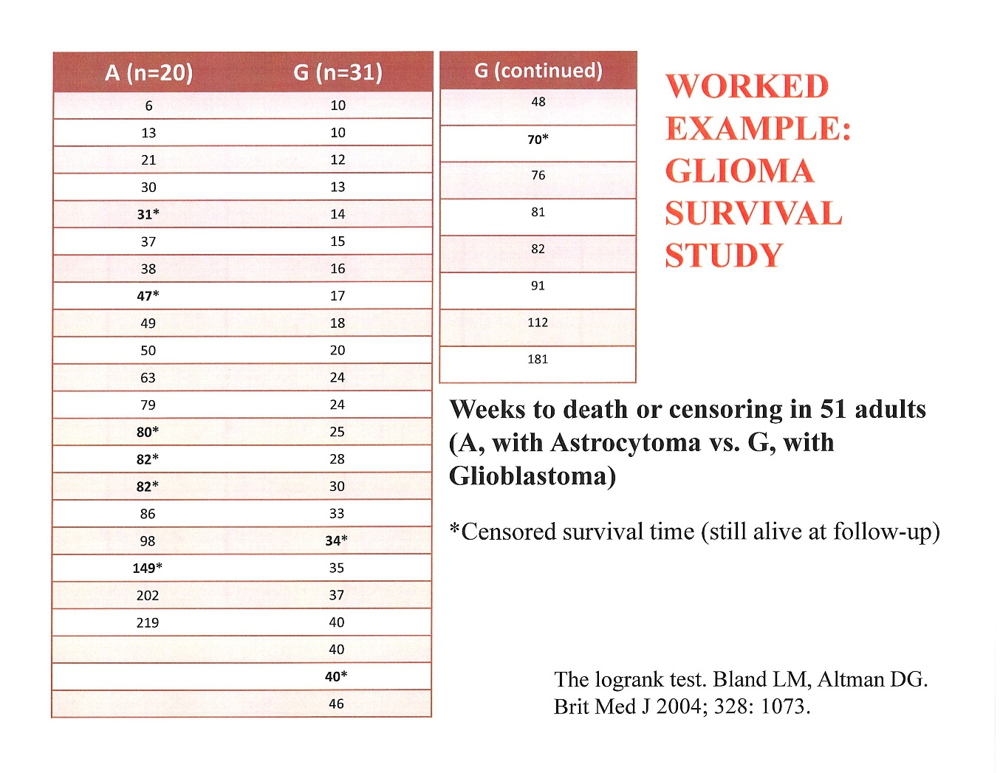 A (n=20) G (n=31)
6 10
13 10
21 12
30 13
31* 14
37 15
38 16
47* 17
49 18
50 20
63 24
79 24
80* 25
82* 28
82* 30
86 33
98 34*
149* 35
202 37
219 40
40
40*
46
G (continued)
48
70*
76
81
82
91
112
181
WORKED
EXAMPLE:
GLIOMA
SURVIVAL
STUDY
Weeks to death or censoring in 51 adults
(A, with Astrocytoma vs. G, with
Glioblastoma)
*Censored survival time (still alive at follow-up)
The logrank test. Bland LM, Altman DG.
Brit Med J 2004; 328: 1073.